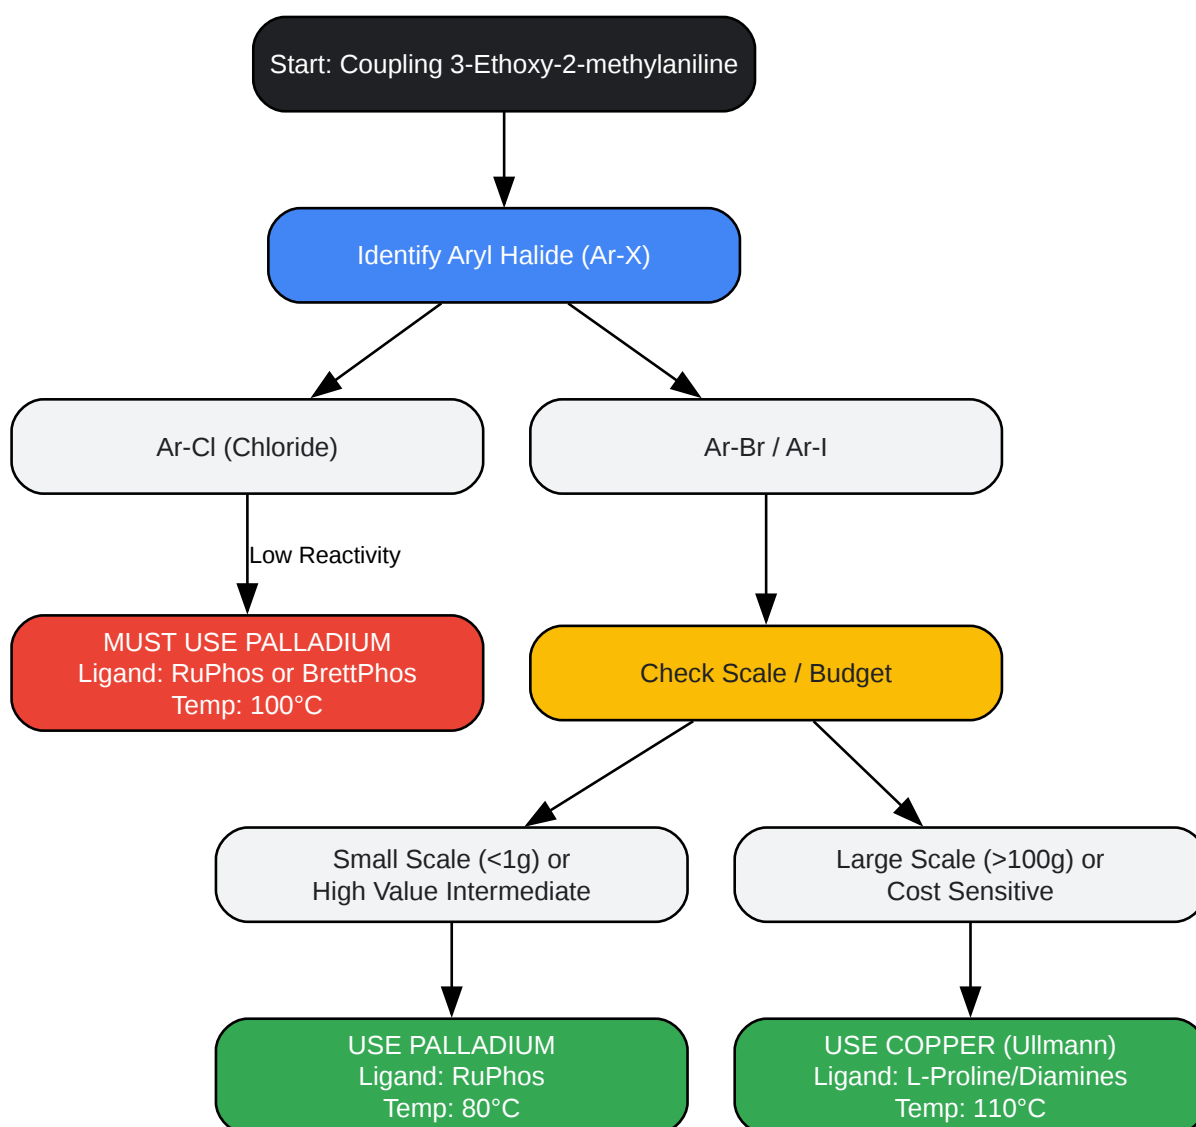 Start: Coupling 3-Ethoxy-2-methylaniline
Identify Aryl Halide (Ar-X)
Ar-Cl (Chloride)
Ar-Br / Ar-I
Low Reactivity
MUST USE PALLADIUM
Ligand: RuPhos or BrettPhos
Temp: 100°C
Check Scale / Budget
Small Scale (<1g) or
High Value Intermediate
Large Scale (>100g) or
Cost Sensitive
USE PALLADIUM
Ligand: RuPhos
Temp: 80°C
USE COPPER (Ullmann)
Ligand: L-Proline/Diamines
Temp: 110°C